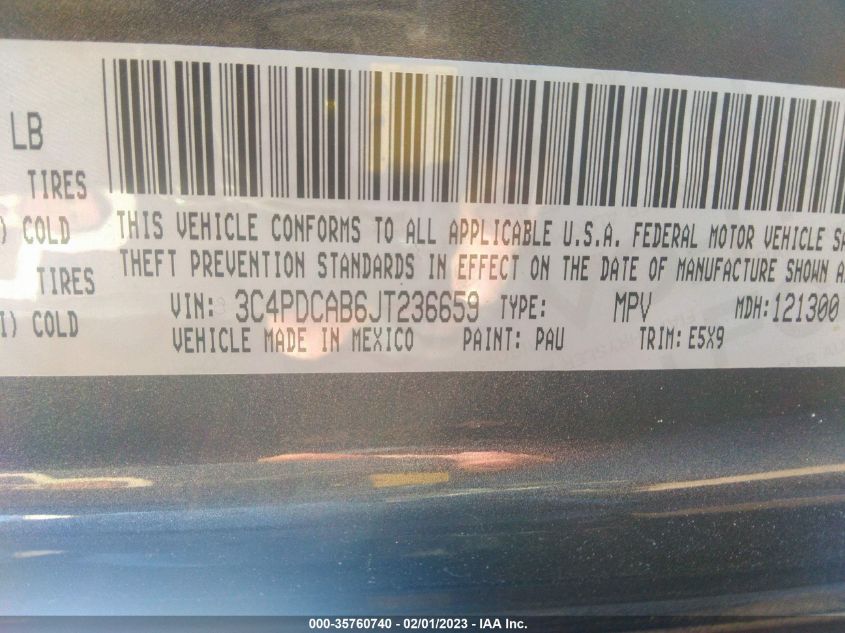 LB
TIRES
) COLD
TIRES
I) COLD
THIS VEHICLE CONFORMS TO ALL APPLICABLE U.S.A. FEDERAL MOTOR VEHICLE SA
THEFT PREVENTION STANDARDS IN EFFECT ON THE DATE OF MANUFACTURE SHOWN A
VIN: 3C4PDCAB6JT236659 TYPE: MPV MDH:121300
VEHICLE MADE IN MEXICO PAINT: PAU TRIM: E5X9
000-35760740 - 02/01/2023 - IAA Inc.